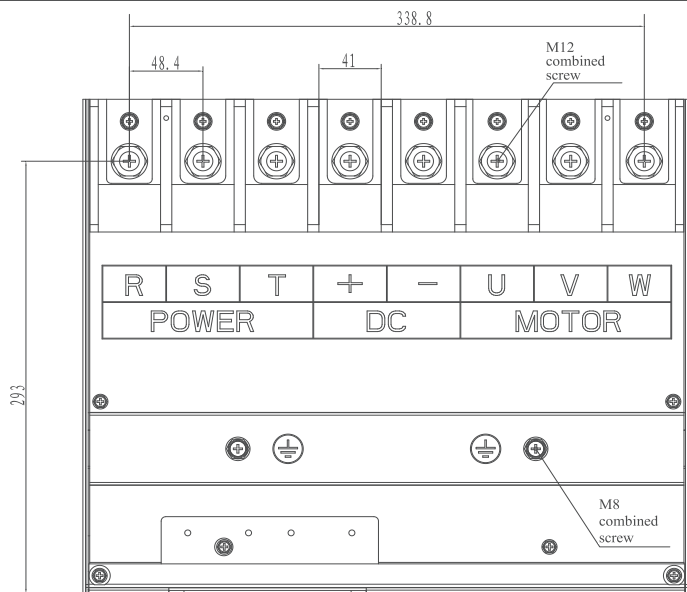 338.8
M12
combined
screw
48.4
41
R S T + - U V W
POWER DC MOTOR
293
M8
combined
screw